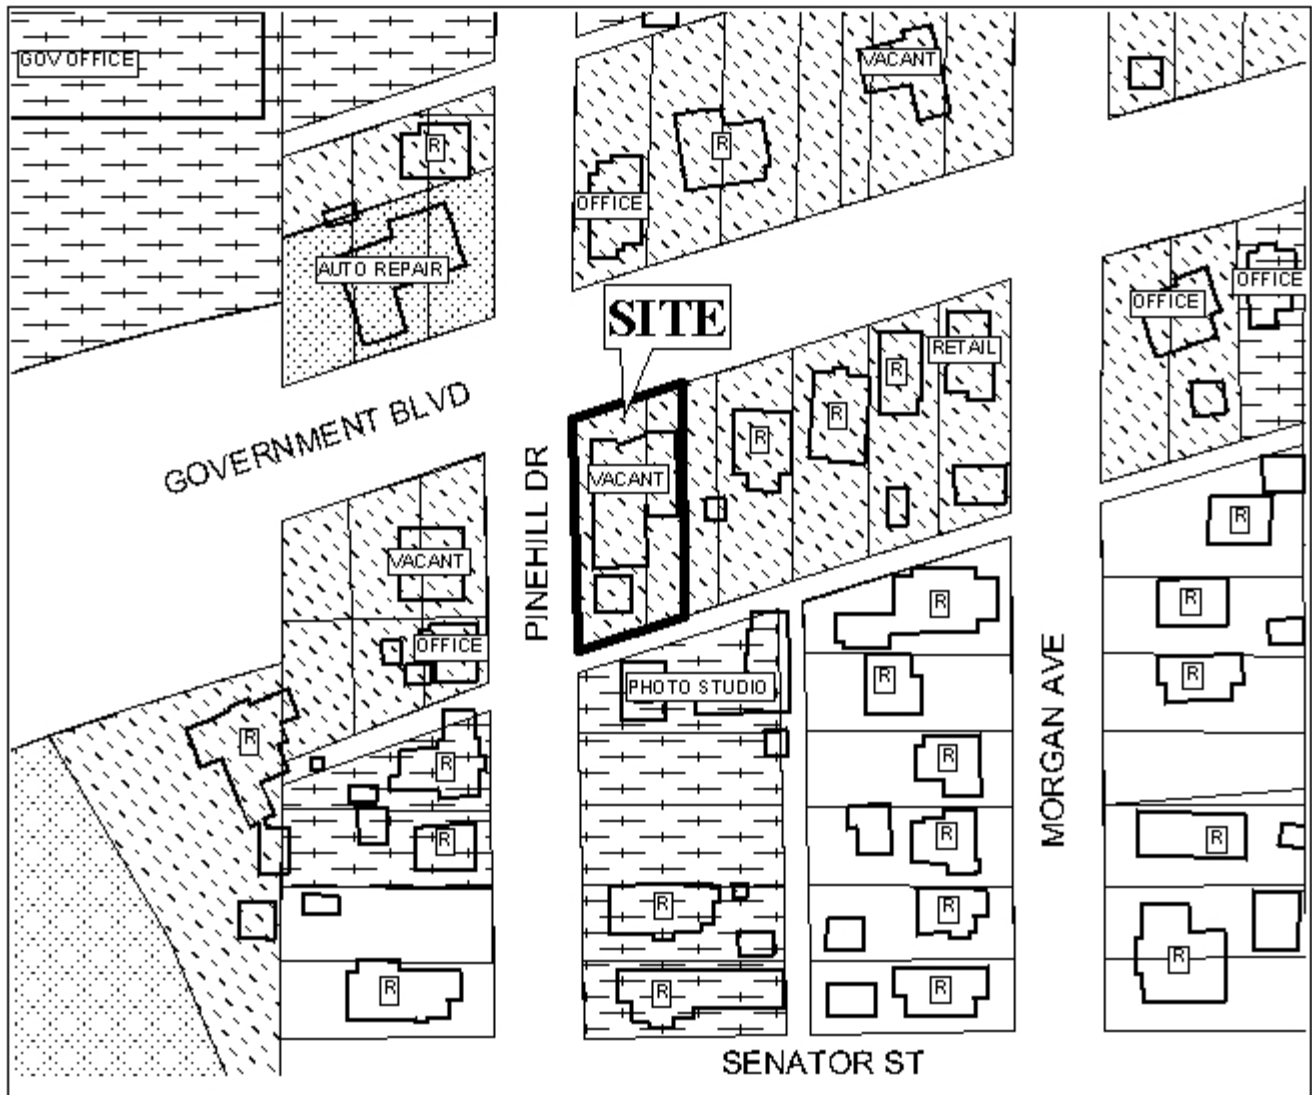 GOV OFFICE
VACANT
R
R
OFFICE
AUTO REPAIR
OFFICE
OFFICE
SITE
RETAIL
R
R
R
GOVERNMENT BLVD
PINEHILL DR
VACANT
R
VACANT
R
R
OFFICE
R
R
PHOTO STUDIO
MORGAN AVE
R
R
R
R
R
R
R
R
R
R
R
R
R
SENATOR ST